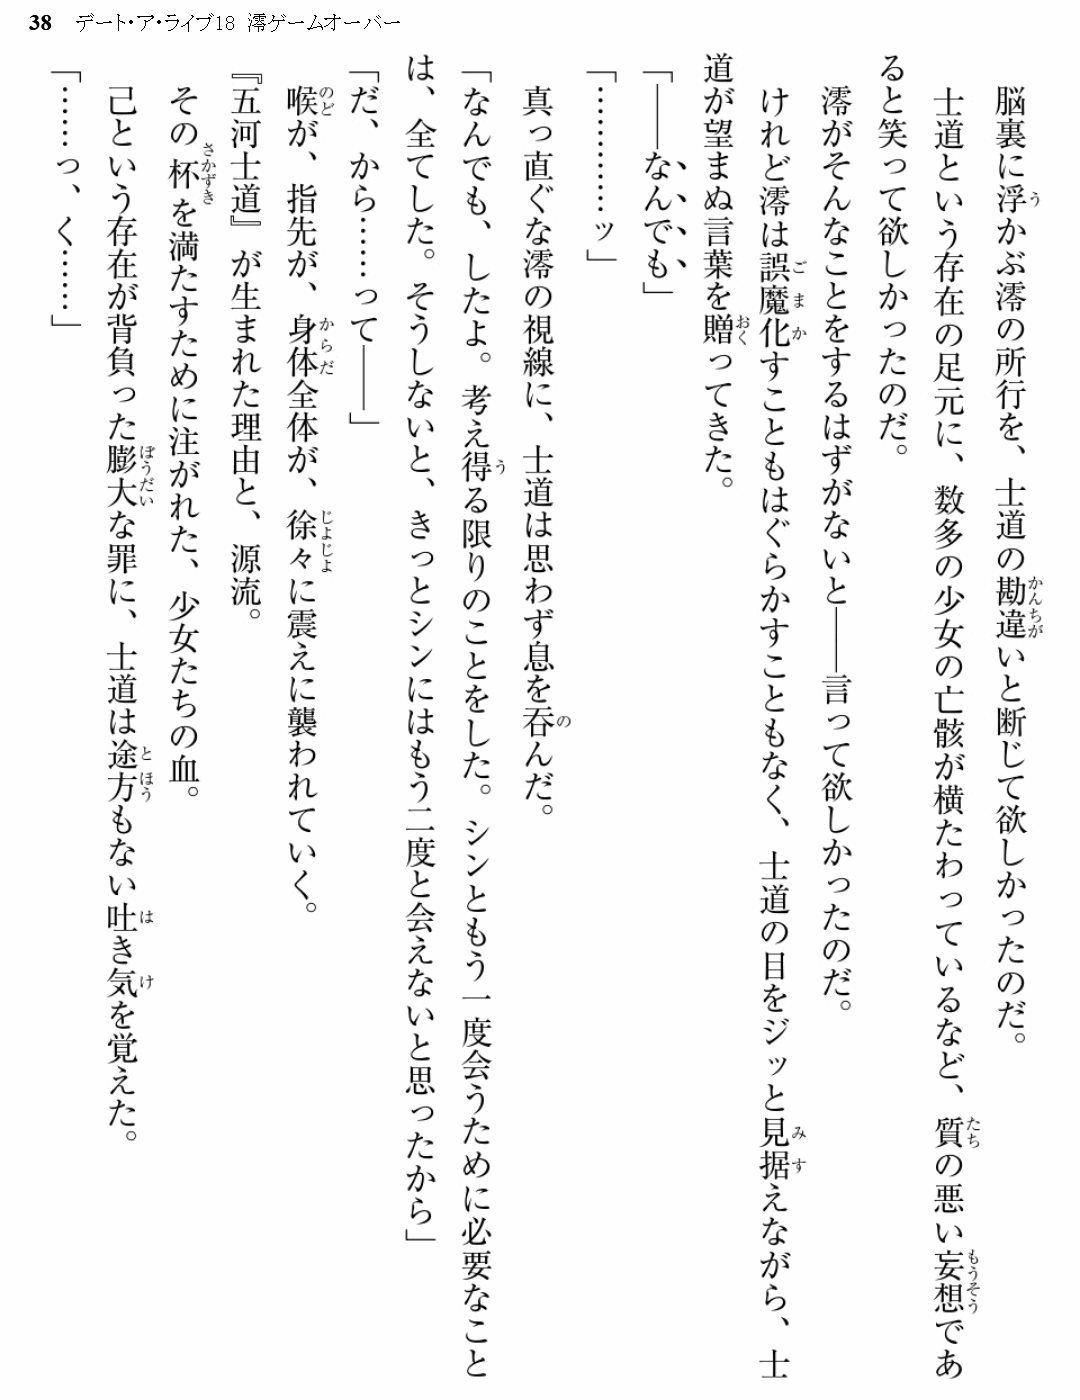 38 デート・ア・ライブ18 澪ゲームオーバー
脳裏に浮かぶ澪の所行を、士道の勘違いと断じて欲しかったのだ。
士道という存在の足元に、数多の少女の亡骸が横たわっているなど、質の悪い妄想であ
ると笑って欲しかったのだ。
澪がそんなことをするはずがないと――言って欲しかったのだ。
けれど澪は誤魔化すこともはぐらかすこともなく、士道の目をジッと見据えながら、士
道が望まぬ言葉を贈ってきた。
「――なんでも」
「…………ッ」
真っ直ぐな澪の視線に、士道は思わず息を呑んだ。
「なんでも、したよ。考え得る限りのことをした。シンともう一度会うために必要なこと
は、全てした。そうしないと、きっとシンにはもう二度と会えないと思ったから」
「だ、から……って――」
喉が、指先が、身体全体が、徐々に震えに襲われていく。
『五河士道』が生まれた理由と、源流。
その杯を満たすために注がれた、少女たちの血。
己という存在が背負った膨大な罪に、士道は途方もない吐き気を覚えた。
「……っ、く……」